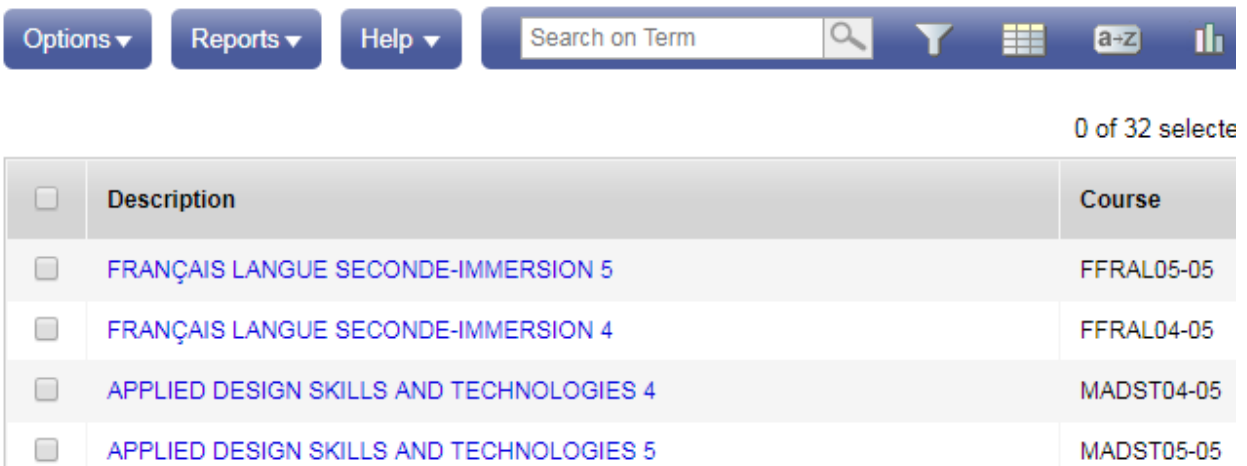 Options Reports Help Search on Term a→z
0 of 32 selecte
Description Course
FRANÇAIS LANGUE SECONDE-IMMERSION 5 FFRAL05-05
FRANÇAIS LANGUE SECONDE-IMMERSION 4 FFRAL04-05
APPLIED DESIGN SKILLS AND TECHNOLOGIES 4 MADST04-05
APPLIED DESIGN SKILLS AND TECHNOLOGIES 5 MADST05-05